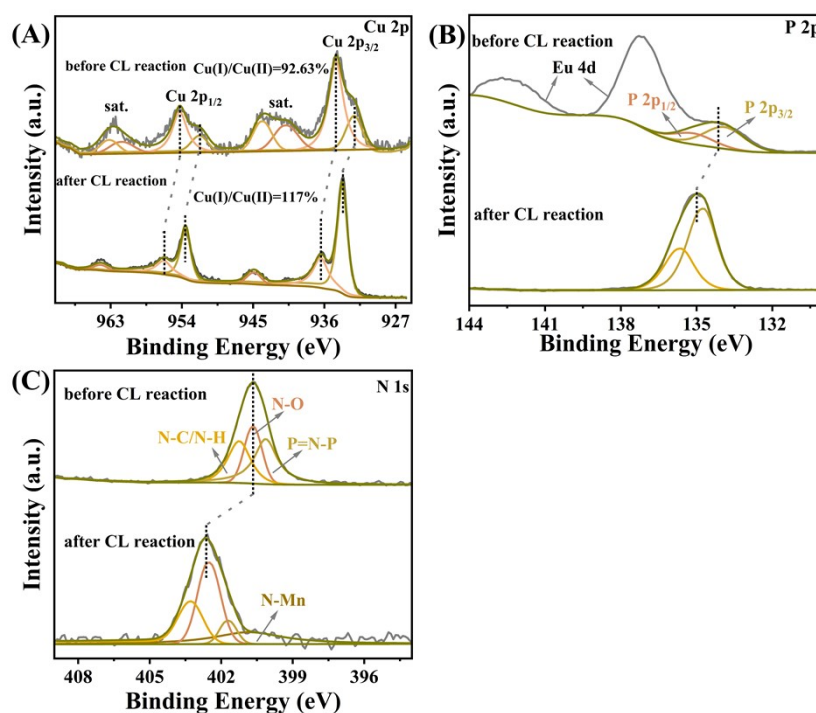 (A)
Cu 2p
Cu 2p3/2
before CL reaction
Cu(I)/Cu(II)=92.63%
Cu 2p1/2
sat.
sat.
after CL reaction
Cu(I)/Cu(II)=117%
Intensity (a.u.)
963 954 945 936 927
Binding Energy (eV)
(B)
P 2p
before CL reaction
Eu 4d
P 2p1/2
P 2p3/2
after CL reaction
Intensity (a.u.)
144 141 138 135 132
Binding Energy (eV)
(C)
N 1s
before CL reaction
N-O
N-C/N-H
P=N-P
after CL reaction
N-Mn
Intensity (a.u.)
408 405 402 399 396
Binding Energy (eV)